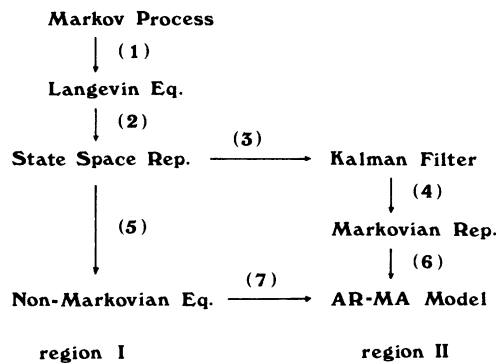 Markov Process
(1)
Langevin Eq.
(2)
State Space Rep. (3) Kalman Filter
(4)
(5) Markovian Rep.
(6)
Non-Markovian Eq. (7) AR-MA Model
region I region II